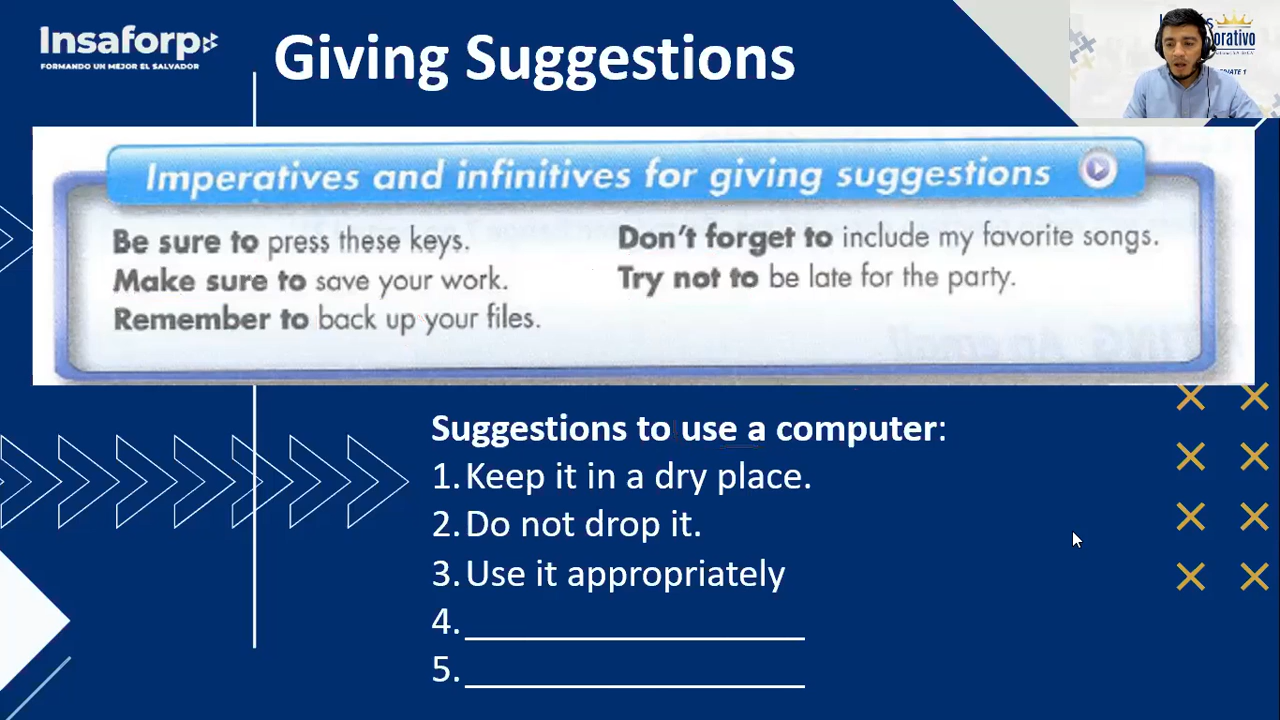 Insaforp
FORMANDO UN MEJOR EL SALVADOR
Giving Suggestions
Imperatives and infinitives for giving suggestions
Be sure to press these keys.
Make sure to save your work.
Remember to back up your files.
Don't forget to include my favorite songs.
Try not to be late for the party.
Suggestions to use a computer:
1. Keep it in a dry place.
2. Do not drop it.
3. Use it appropriately
4. ____________________
5. ____________________